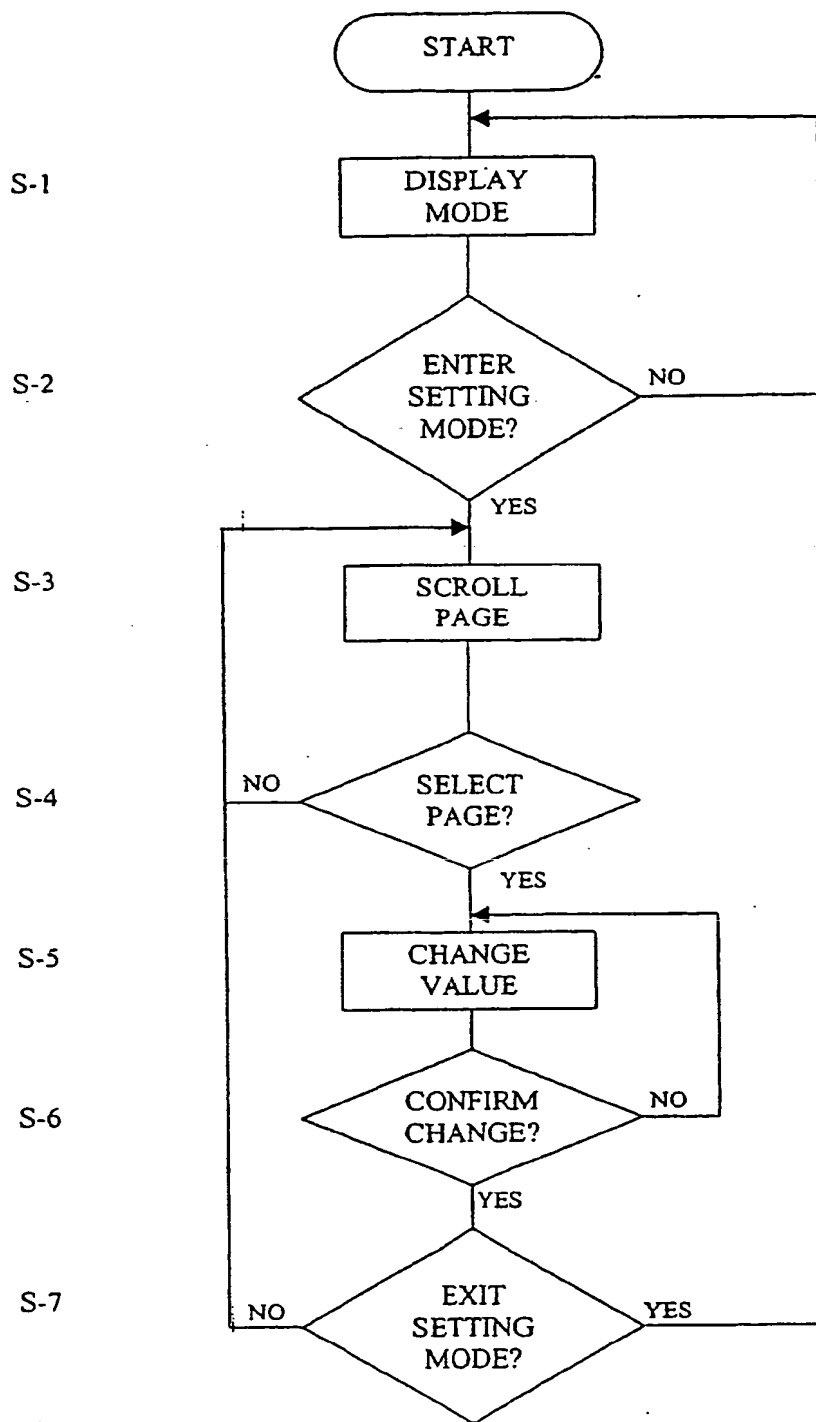 START
S-1
DISPLAY
MODE
S-2
ENTER
SETTING
MODE?
NO
YES
S-3
SCROLL
PAGE
S-4
NO
SELECT
PAGE?
YES
S-5
CHANGE
VALUE
S-6
CONFIRM
CHANGE?
NO
YES
S-7
NO
EXIT
SETTING
MODE?
YES